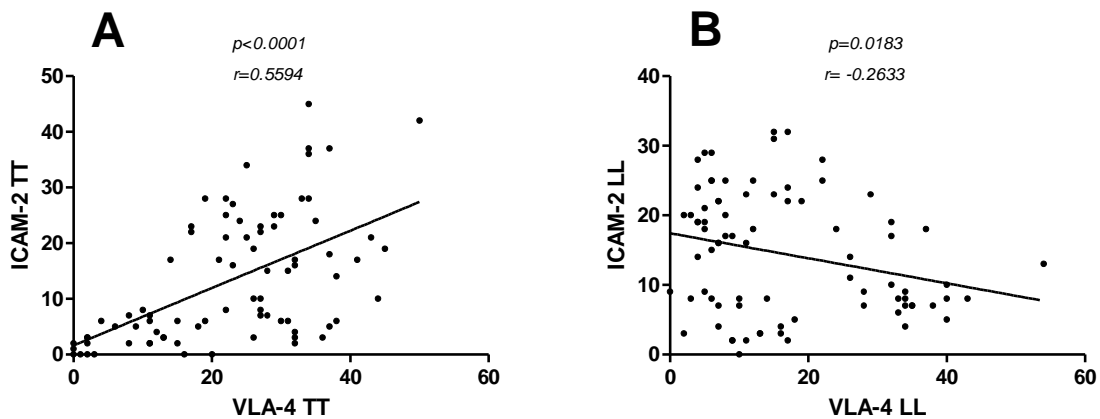 A
p<0.0001
r=0.5594
50
40
30
20
10
0
ICAM-2 TT
0 20 40 60
VLA-4 TT
B
p=0.0183
r= -0.2633
40
30
20
10
0
ICAM-2 LL
0 20 40 60
VLA-4 LL